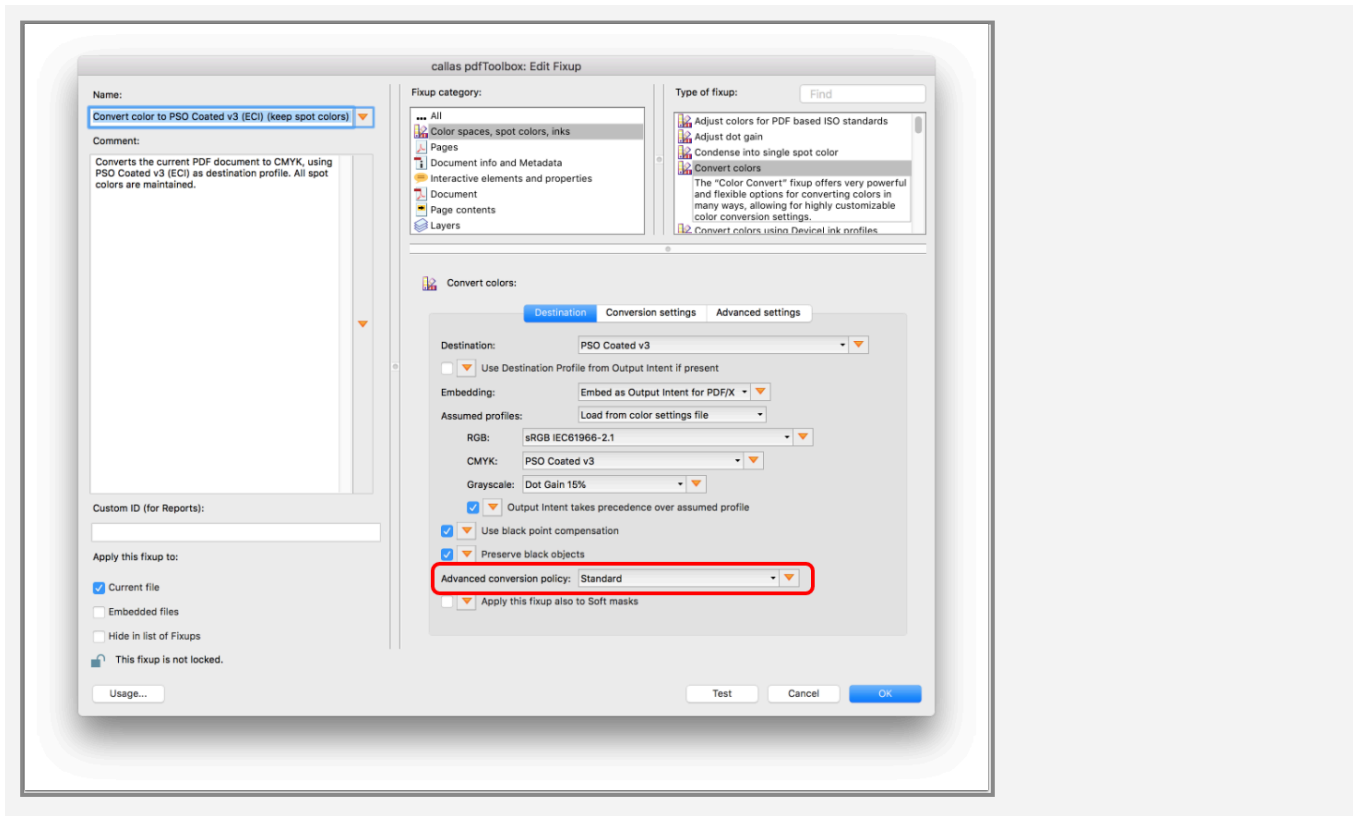 callas pdfToolbox: Edit Fixup
Name:
Convert color to PSO Coated v3 (ECI) (keep spot colors)
Comment:
Converts the current PDF document to CMYK, using
PSO Coated v3 (ECI) as destination profile. All spot
colors are maintained.
Custom ID (for Reports):
Apply this fixup to:
Current file
Embedded files
Hide in list of Fixups
This fixup is not locked.
Usage...
Fixup category:
... All
Color spaces, spot colors, inks
Pages
Document info and Metadata
Interactive elements and properties
Document
Page contents
Layers
Type of fixup:
Find
Adjust colors for PDF based ISO standards
Adjust dot gain
Condense into single spot color
Convert colors
The "Color Convert" fixup offers very powerful
and flexible options for converting colors in
many ways, allowing for highly customizable
color conversion settings.
Convert colors using DeviceLink profiles
Convert colors:
Destination Conversion settings Advanced settings
Destination: PSO Coated v3
Use Destination Profile from Output Intent if present
Embedding: Embed as Output Intent for PDF/X
Assumed profiles: Load from color settings file
RGB: sRGB IEC61966-2.1
CMYK: PSO Coated v3
Grayscale: Dot Gain 15%
Output Intent takes precedence over assumed profile
Use black point compensation
Preserve black objects
Advanced conversion policy: Standard
Apply this fixup also to Soft masks
Test Cancel OK